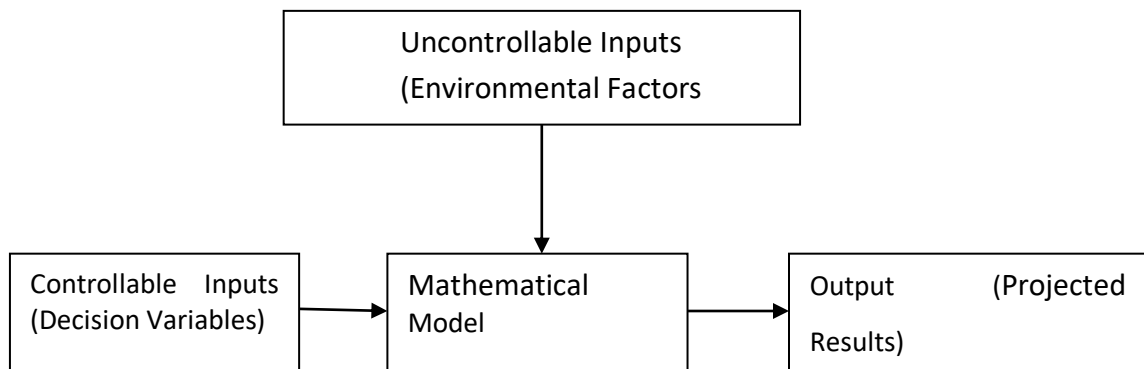 Uncontrollable Inputs
(Environmental Factors
Controllable Inputs
(Decision Variables)
Mathematical
Model
Output (Projected
Results)